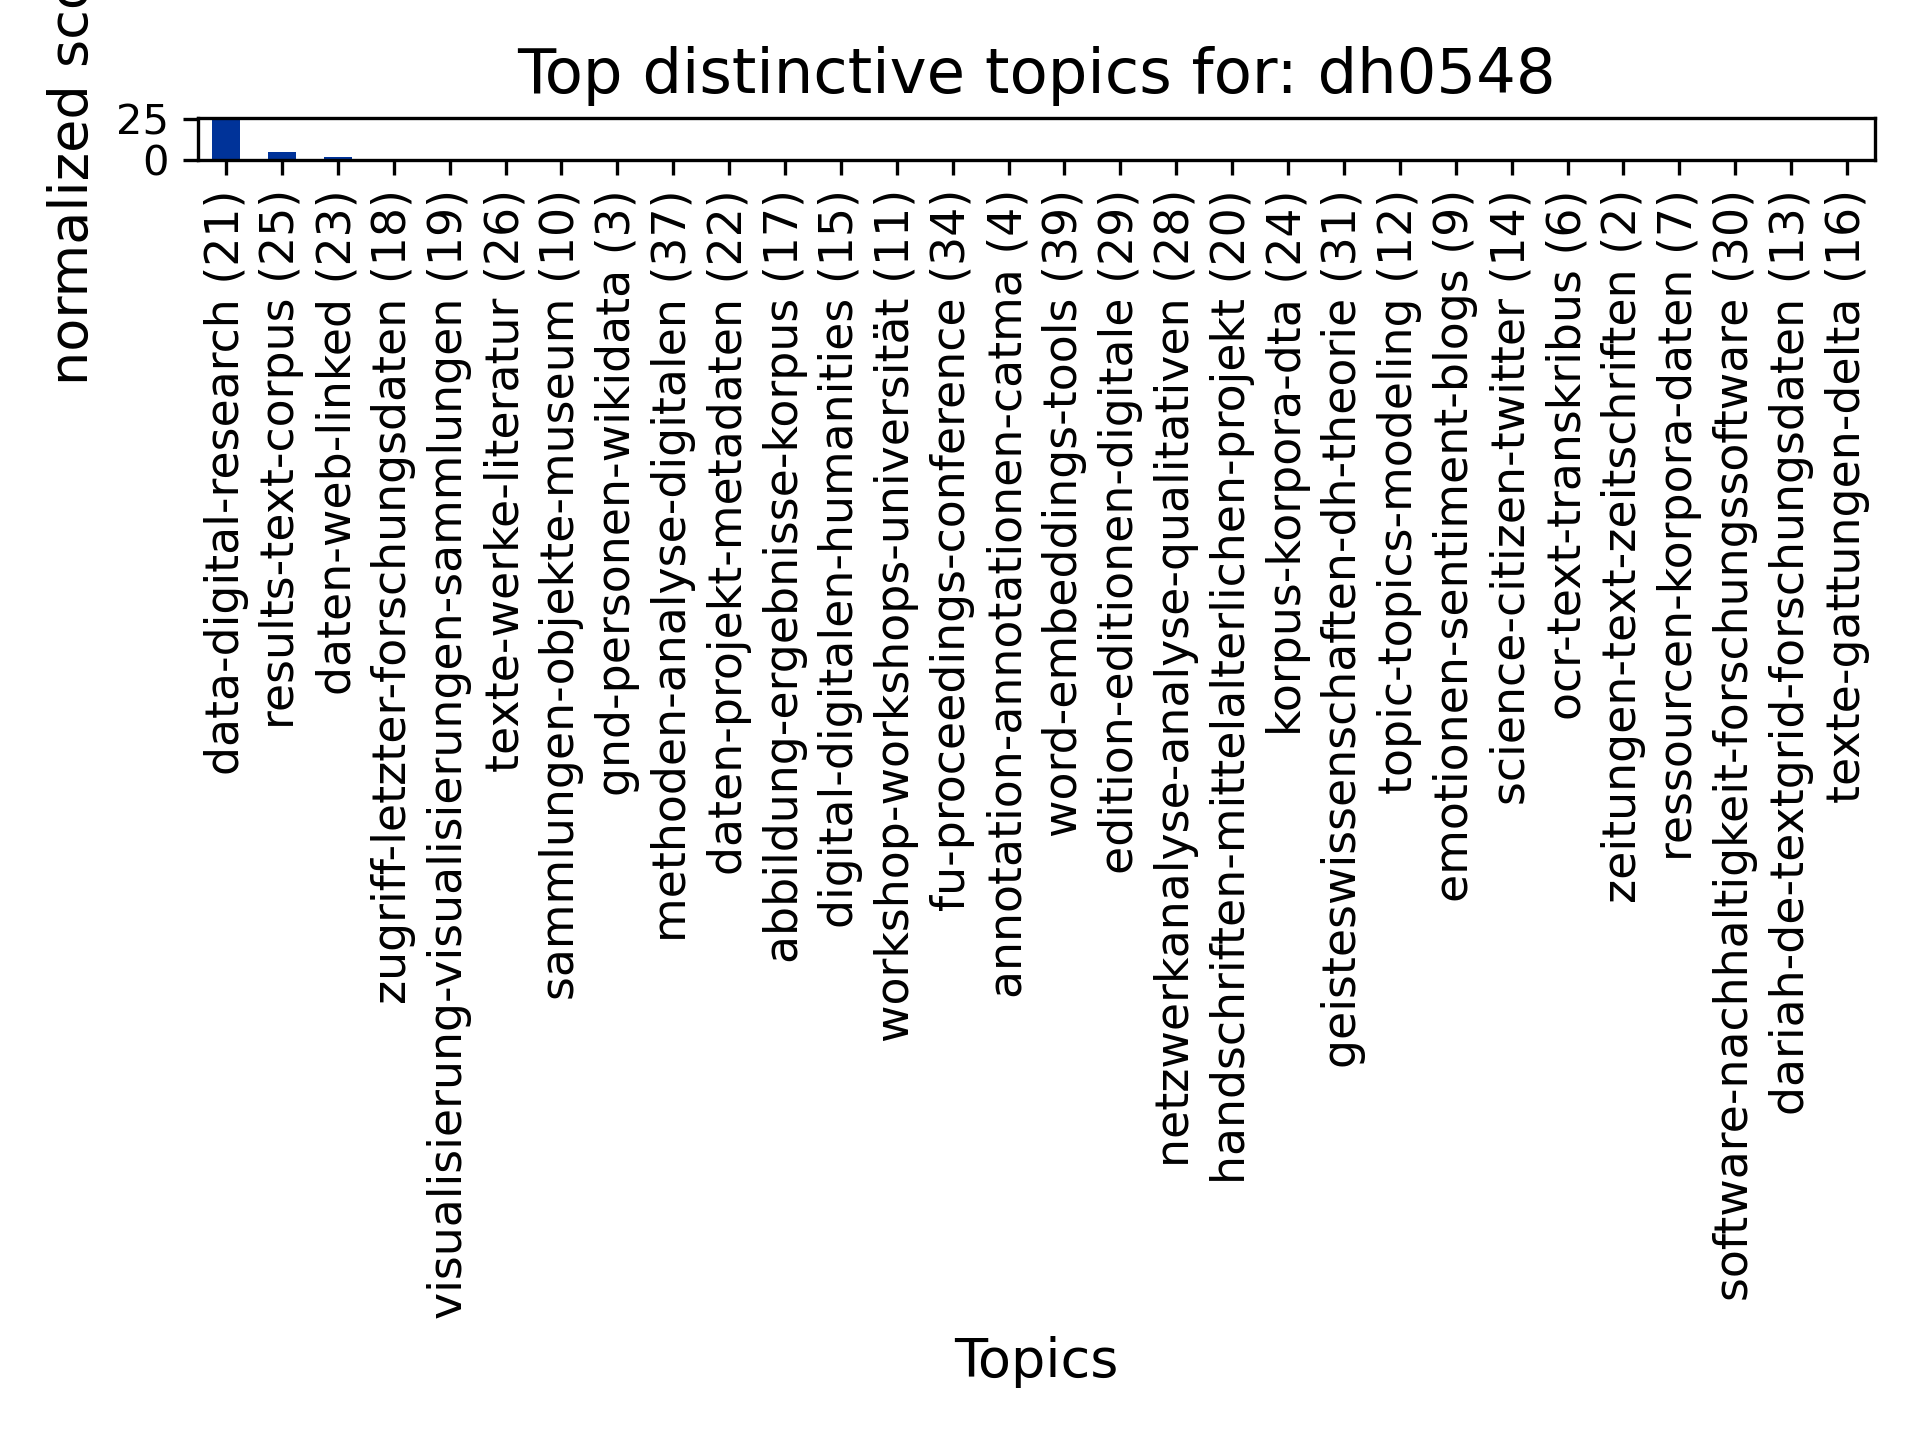 Top distinctive topics for: dh0548
normalized sco
25
0
data-digital-research (21)
results-text-corpus (25)
daten-web-linked (23)
zugriff-letzter-forschungsdaten (18)
visualisierung-visualisierungen-sammlungen (19)
texte-werke-literatur (26)
sammlungen-objekte-museum (10)
gnd-personen-wikidata (3)
methoden-analyse-digitalen (37)
daten-projekt-metadaten (22)
abbildung-ergebnisse-korpus (17)
digital-digitalen-humanities (15)
workshop-workshops-universität (11)
fu-proceedings-conference (34)
annotation-annotationen-catma (4)
word-embeddings-tools (39)
edition-editionen-digitale (29)
netzwerkanalyse-analyse-qualitativen (28)
handschriften-mittelalterlichen-projekt (20)
korpus-korpora-dta (24)
geisteswissenschaften-dh-theorie (31)
topic-topics-modeling (12)
emotionen-sentiment-blogs (9)
science-citizen-twitter (14)
ocr-text-transkribus (6)
zeitungen-text-zeitschriften (2)
ressourcen-korpora-daten (7)
software-nachhaltigkeit-forschungssoftware (30)
dariah-de-textgrid-forschungsdaten (13)
texte-gattungen-delta (16)
Topics